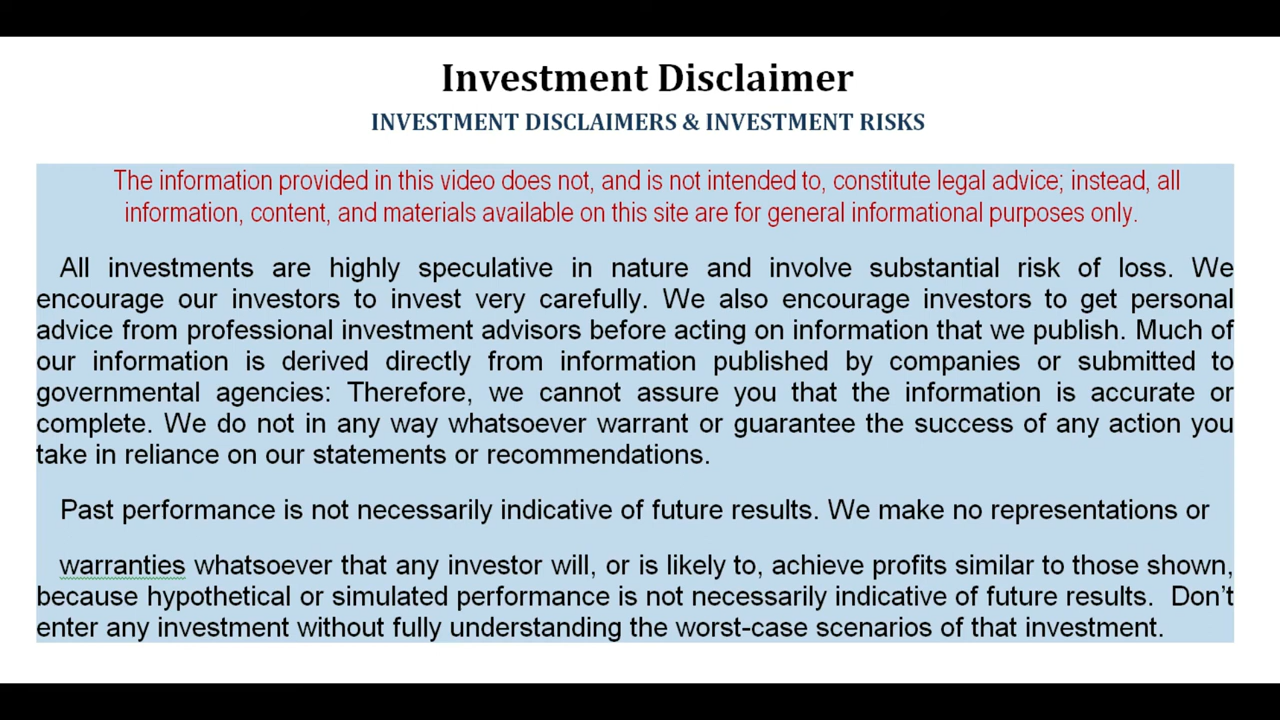 Investment Disclaimer
INVESTMENT DISCLAIMERS & INVESTMENT RISKS
The information provided in this video does not, and is not intended to, constitute legal advice; instead, all
information, content, and materials available on this site are for general informational purposes only.
All investments are highly speculative in nature and involve substantial risk of loss. We
encourage our investors to invest very carefully. We also encourage investors to get personal
advice from professional investment advisors before acting on information that we publish. Much of
our information is derived directly from information published by companies or submitted to
governmental agencies: Therefore, we cannot assure you that the information is accurate or
complete. We do not in any way whatsoever warrant or guarantee the success of any action you
take in reliance on our statements or recommendations.
Past performance is not necessarily indicative of future results. We make no representations or
warranties whatsoever that any investor will, or is likely to, achieve profits similar to those shown,
because hypothetical or simulated performance is not necessarily indicative of future results.  Don’t
enter any investment without fully understanding the worst-case scenarios of that investment.